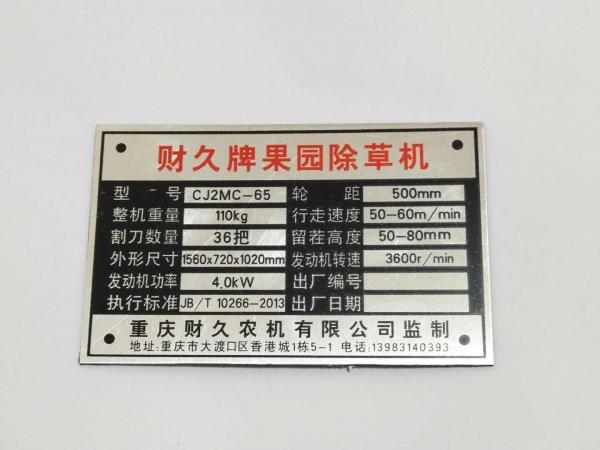 财久牌果园除草机
型号 CJ2MC-65 轮距 500mm
整机重量 110kg 行走速度 50-60m/min
割刀数量 36把 留茬高度 50-80mm
外形尺寸 1560x720x1020mm 发动机转速 3600r/min
发动机功率 4.0kW 出厂编号
执行标准 JB/T 10266-2013 出厂日期
重庆财久农机有限公司监制
地址:重庆市大渡口区香港城1栋5-1 电话:13983140393